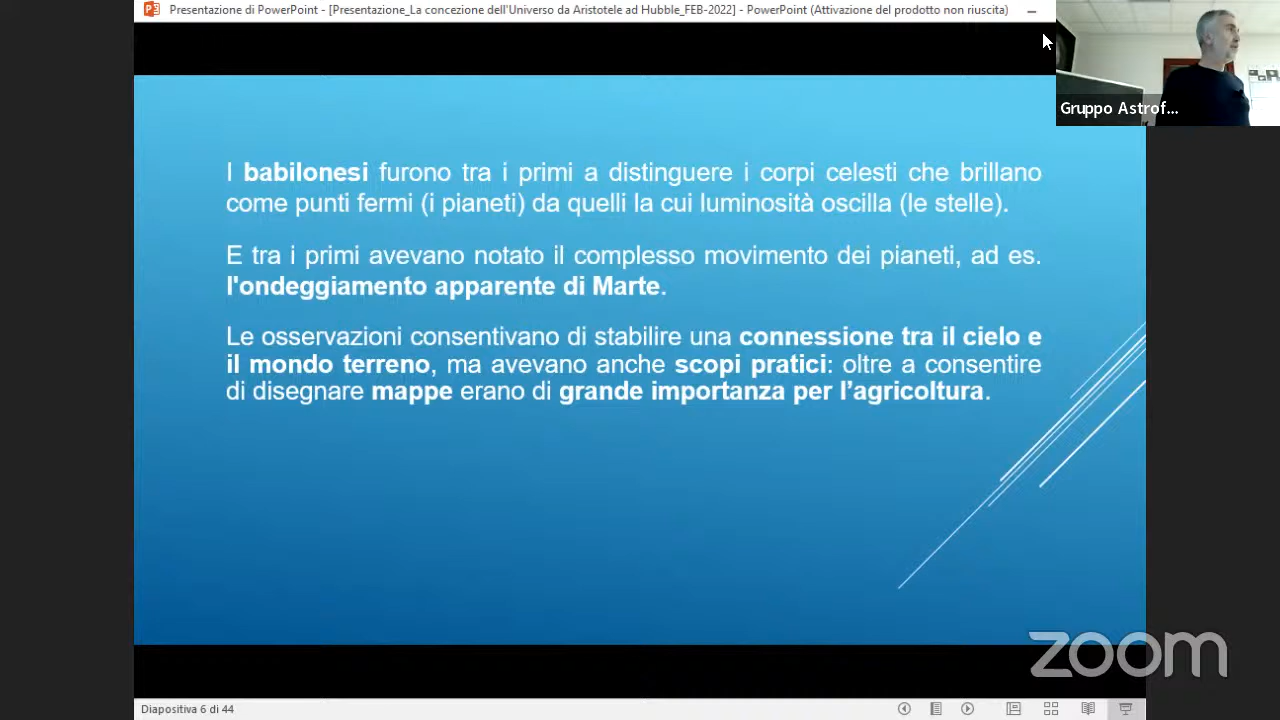 Presentazione di PowerPoint - [Presentazione_La concezione dell'Universo da Aristotele ad Hubble_FEB-2022] - PowerPoint (Attivazione del prodotto non riuscita)
Gruppo Astrof...
I babilonesi furono tra i primi a distinguere i corpi celesti che brillano
come punti fermi (i pianeti) da quelli la cui luminosità oscilla (le stelle).
E tra i primi avevano notato il complesso movimento dei pianeti, ad es.
l'ondeggiamento apparente di Marte.
Le osservazioni consentivano di stabilire una connessione tra il cielo e
il mondo terreno, ma avevano anche scopi pratici: oltre a consentire
di disegnare mappe erano di grande importanza per l’agricoltura.
zoom
Diapositiva 6 di 44